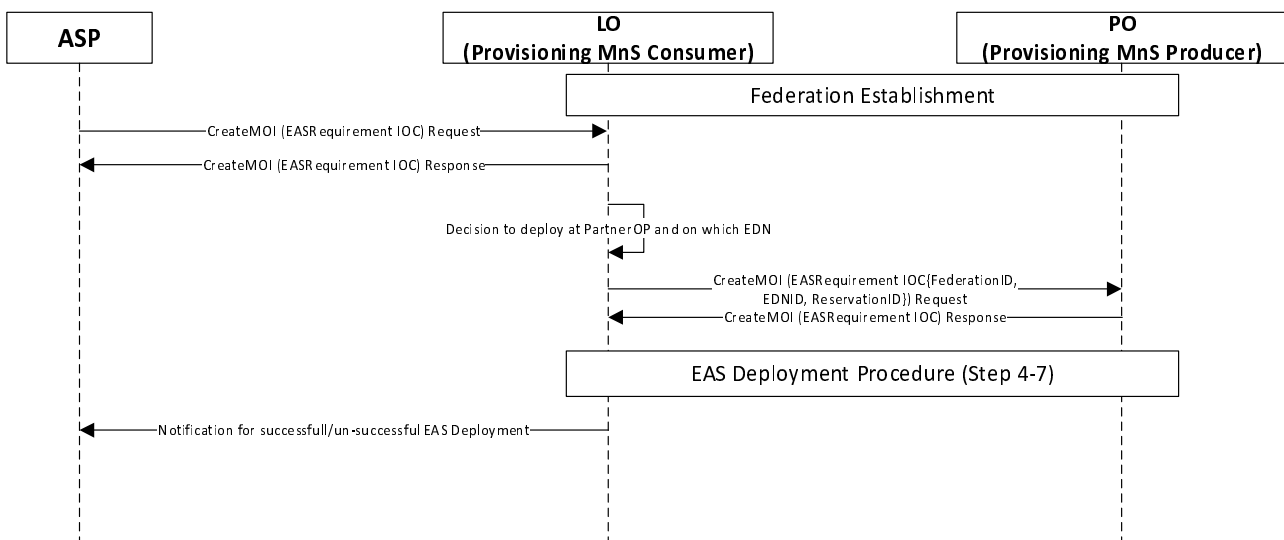 ASP
LO
(Provisioning MnS Consumer)
PO
(Provisioning MnS Producer)
Federation Establishment
CreateMOI (EASRequirement IOC) Request
CreateMOI (EASRequirement IOC) Response
Decision to deploy at PartnerOP and on which EDN
CreateMOI (EASRequirement IOC{FederationID,
EDNID, ReservationID}) Request
CreateMOI (EASRequirement IOC) Response
EAS Deployment Procedure (Step 4-7)
Notification for successfull/un-successful EAS Deployment